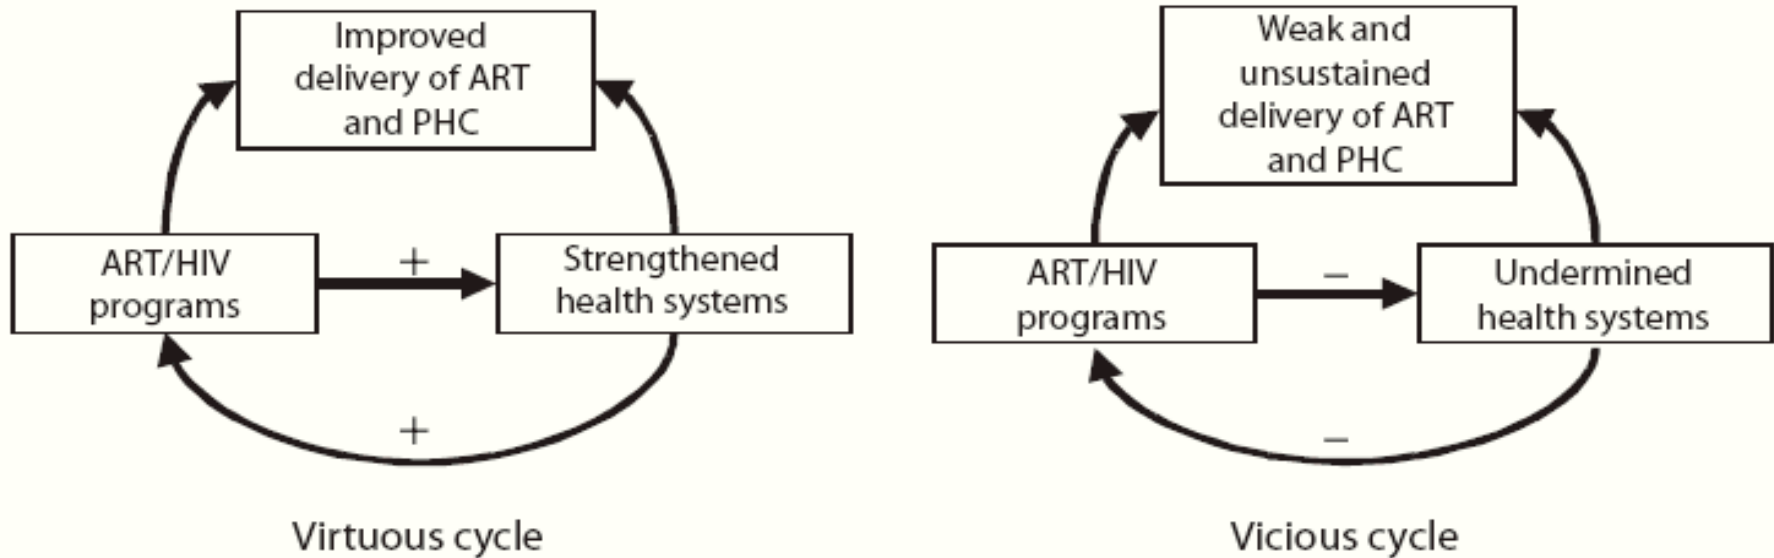 Improved
delivery of ART
and PHC
ART/HIV
programs
+
Strengthened
health systems
+
Virtuous cycle
Weak and
unsustained
delivery of ART
and PHC
ART/HIV
programs
–
Undermined
health systems
–
Vicious cycle